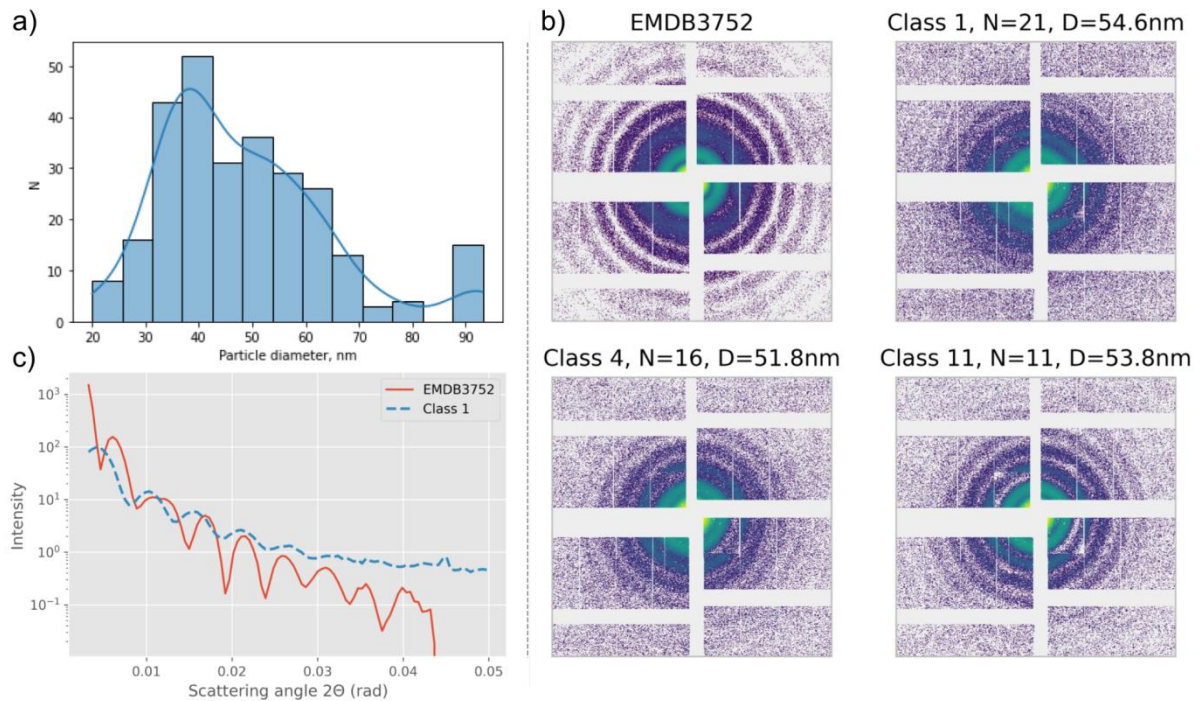 a)
50
40
30
20
10
0
N
20 30 40 50 60 70 80 90
Particle diameter, nm
b)
EMDB3752
Class 1, N=21, D=54.6nm
Class 4, N=16, D=51.8nm
Class 11, N=11, D=53.8nm
c)
EMDB3752
Class 1
10³
10²
10¹
10⁰
10⁻¹
Intensity
0.01 0.02 0.03 0.04 0.05
Scattering angle 2Θ (rad)